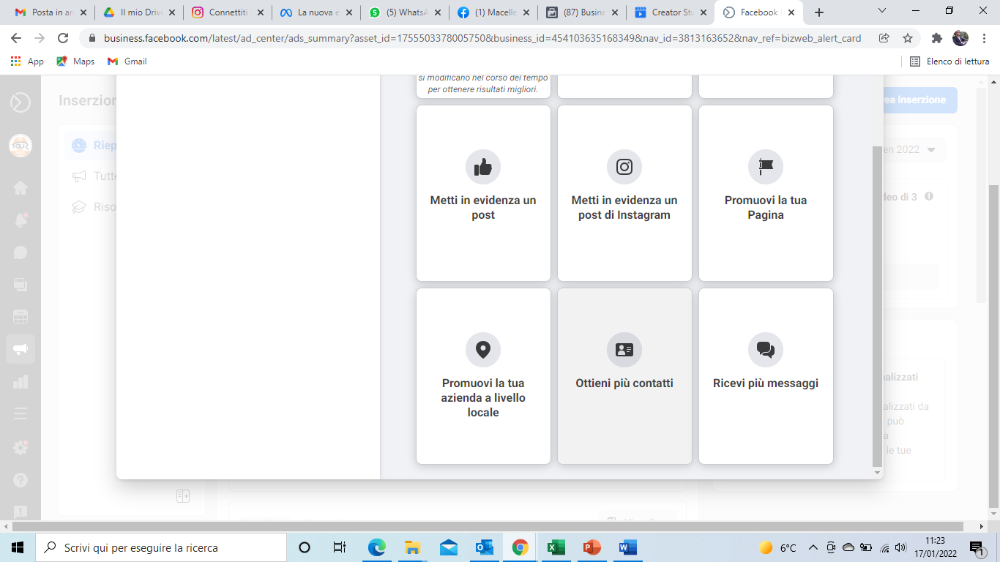 Posta in ar
Il mio Drive
Connettiti
La nuova e
(5) WhatsA
(1) Macelle
(87) Busine
Creator Stu
Facebook
business.facebook.com/latest/ad_center/ads_summary?asset_id=1755503378005750&business_id=454103635168349&nav_id=3813163652&nav_ref=bizweb_alert_card
App
Maps
Gmail
Elenco di lettura
si modificano nel corso del tempo
per ottenere risultati migliori.
Inserzion
rea inserzione
Riep
Tutte
Riso
en 2022
deo di 3
Metti in evidenza un
post
Metti in evidenza un
post di Instagram
Promuovi la tua
Pagina
Promuovi la tua
azienda a livello
locale
Ottieni più contatti
Ricevi più messaggi
nalizzati
alizzati da
può
a
le tue
Scrivi qui per eseguire la ricerca
6°C
11:23
17/01/2022
1